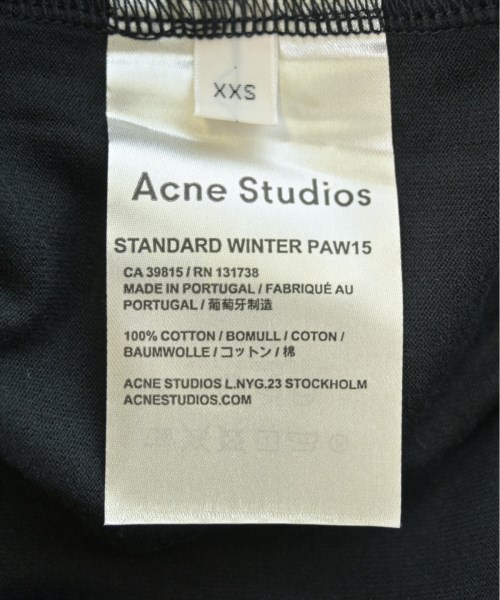 XXS
Acne Studios
STANDARD WINTER PAW15
CA 39815 / RN 131738
MADE IN PORTUGAL / FABRIQUÉ AU
PORTUGAL / 葡萄牙制造
100% COTTON / BOMULL / COTON /
BAUMWOLLE / コットン / 棉
ACNE STUDIOS L.NYG.23 STOCKHOLM
ACNESTUDIOS.COM